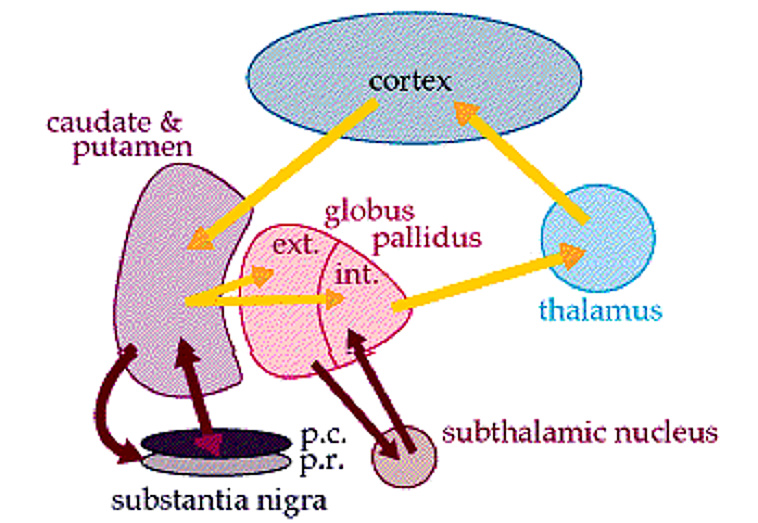 cortex
caudate &
putamen
globus
pallidus
ext.
int.
thalamus
p.c.
p.r.
subthalamic nucleus
substantia nigra